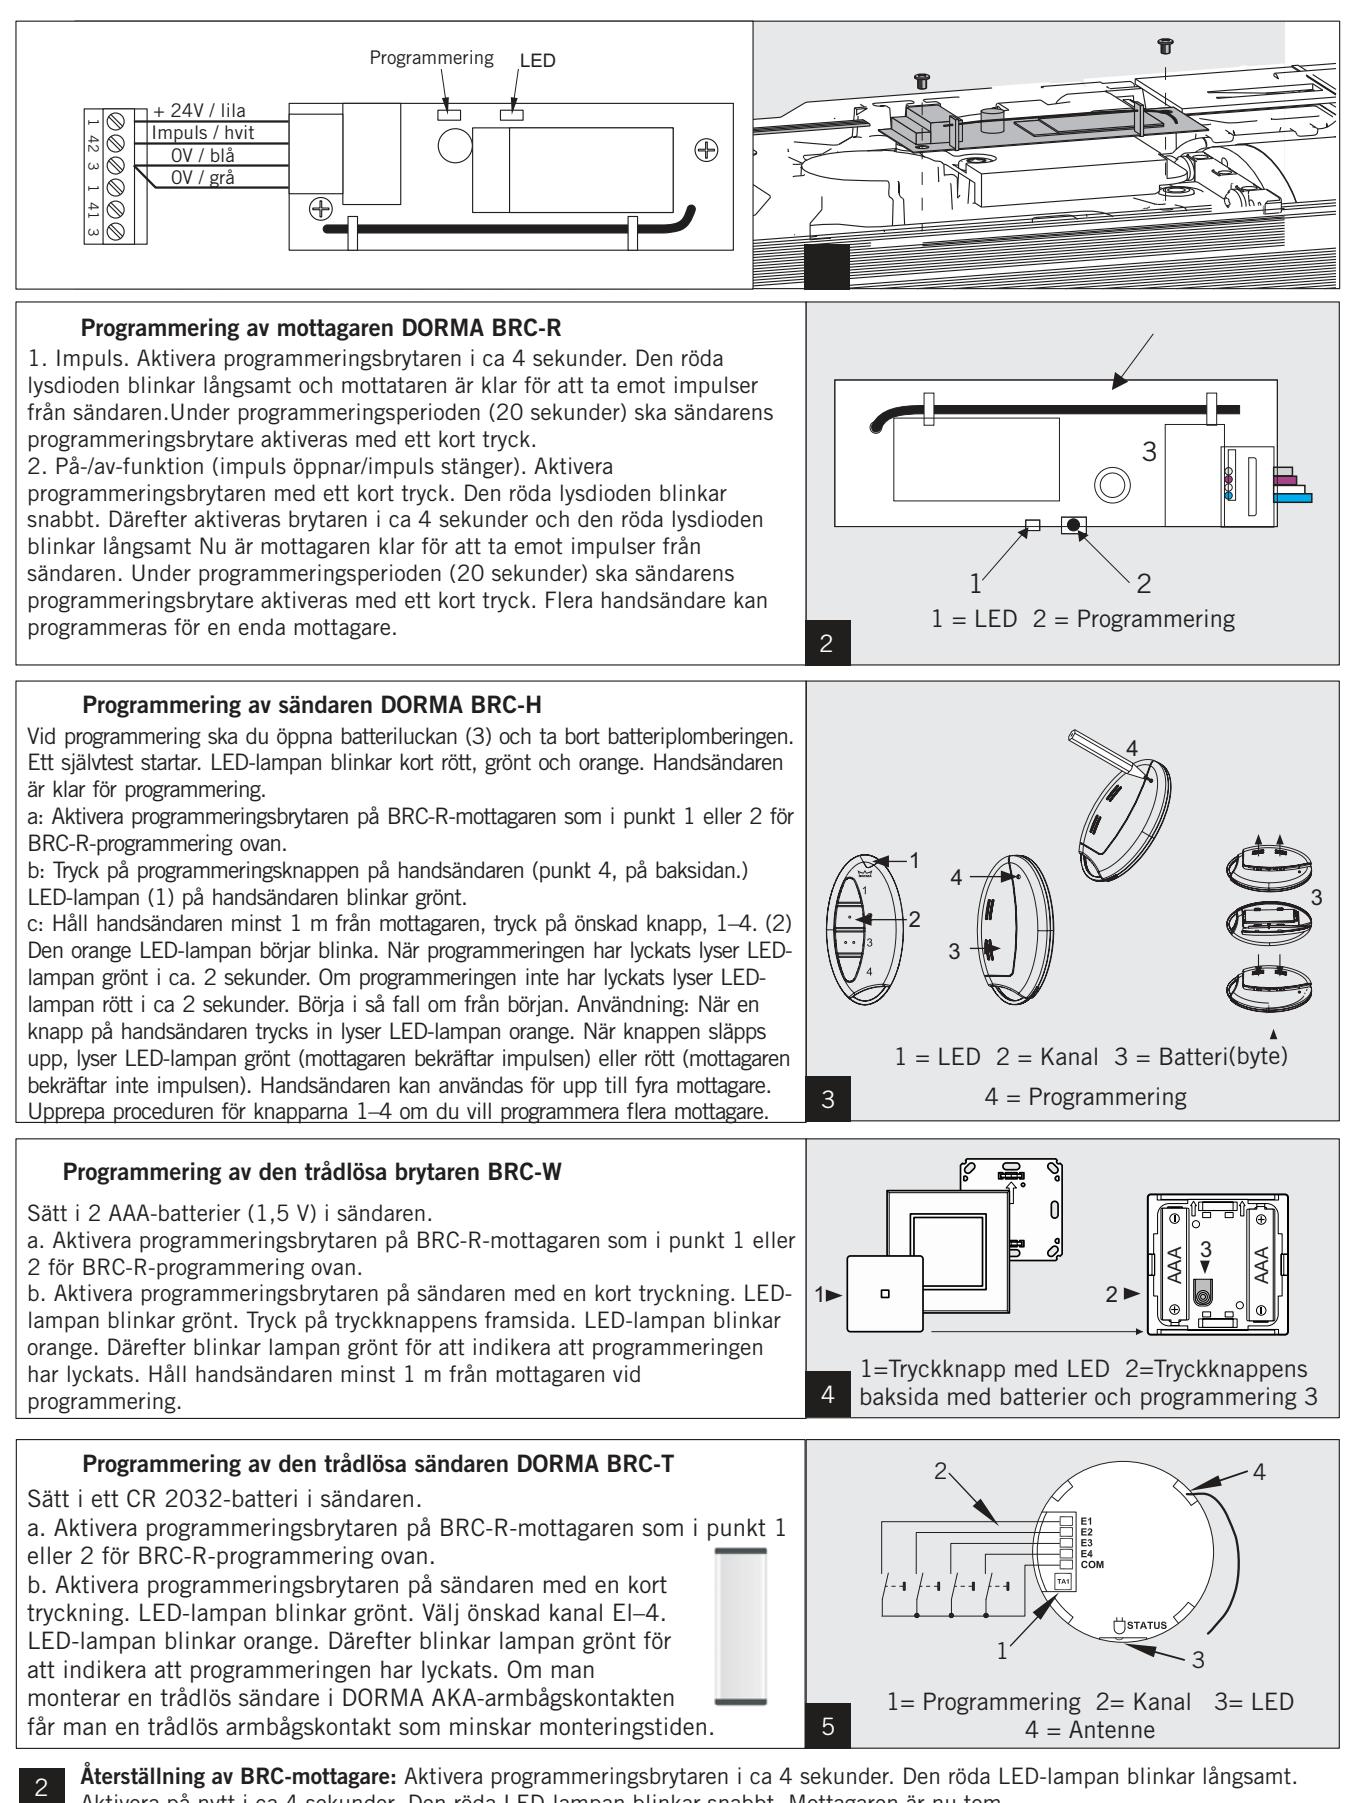 Programmering
LED
+ 24V / lila
Impuls / hvit
0V / blå
0V / grå
1
42
3
1
41
3
Programmering av mottagaren DORMA BRC-R
1. Impuls. Aktivera programmeringsbrytaren i ca 4 sekunder. Den röda
lysdioden blinkar långsamt och mottataren är klar för att ta emot impulser
från sändaren.Under programmeringsperioden (20 sekunder) ska sändarens
programmeringsbrytare aktiveras med ett kort tryck.
2. På-/av-funktion (impuls öppnar/impuls stänger). Aktivera
programmeringsbrytaren med ett kort tryck. Den röda lysdioden blinkar
snabbt. Därefter aktiveras brytaren i ca 4 sekunder och den röda lysdioden
blinkar långsamt Nu är mottagaren klar för att ta emot impulser från
sändaren. Under programmeringsperioden (20 sekunder) ska sändarens
programmeringsbrytare aktiveras med ett kort tryck. Flera handsändare kan
programmeras för en enda mottagare.
3
1
2
1 = LED 2 = Programmering
2
Programmering av sändaren DORMA BRC-H
Vid programmering ska du öppna batteriluckan (3) och ta bort batteriplomberingen.
Ett självtest startar. LED-lampan blinkar kort rött, grönt och orange. Handsändaren
är klar för programmering.
a: Aktivera programmeringsbrytaren på BRC-R-mottagaren som i punkt 1 eller 2 för
BRC-R-programmering ovan.
b: Tryck på programmeringsknappen på handsändaren (punkt 4, på baksidan.)
LED-lampan (1) på handsändaren blinkar grönt.
c: Håll handsändaren minst 1 m från mottagaren, tryck på önskad knapp, 1–4. (2)
Den orange LED-lampan börjar blinka. När programmeringen har lyckats lyser LED-
lampan grönt i ca. 2 sekunder. Om programmeringen inte har lyckats lyser LED-
lampan rött i ca 2 sekunder. Börja i så fall om från början. Användning: När en
knapp på handsändaren trycks in lyser LED-lampan orange. När knappen släpps
upp, lyser LED-lampan grönt (mottagaren bekräftar impulsen) eller rött (mottagaren
bekräftar inte impulsen). Handsändaren kan användas för upp till fyra mottagare.
Upprepa proceduren för knapparna 1–4 om du vill programmera flera mottagare.
4
1
4
1
2
3
3
4
3
1 = LED 2 = Kanal 3 = Batteri(byte)
4 = Programmering
3
Programmering av den trådlösa brytaren BRC-W
Sätt i 2 AAA-batterier (1,5 V) i sändaren.
a. Aktivera programmeringsbrytaren på BRC-R-mottagaren som i punkt 1 eller
2 för BRC-R-programmering ovan.
b. Aktivera programmeringsbrytaren på sändaren med en kort tryckning. LED-
lampan blinkar grönt. Tryck på tryckknappens framsida. LED-lampan blinkar
orange. Därefter blinkar lampan grönt för att indikera att programmeringen
har lyckats. Håll handsändaren minst 1 m från mottagaren vid
programmering.
1
2
AAA
3
AAA
1=Tryckknapp med LED 2=Tryckknappens
baksida med batterier och programmering 3
4
Programmering av den trådlösa sändaren DORMA BRC-T
Sätt i ett CR 2032-batteri i sändaren.
a. Aktivera programmeringsbrytaren på BRC-R-mottagaren som i punkt 1
eller 2 för BRC-R-programmering ovan.
b. Aktivera programmeringsbrytaren på sändaren med en kort
tryckning. LED-lampan blinkar grönt. Välj önskad kanal El–4.
LED-lampan blinkar orange. Därefter blinkar lampan grönt för
att indikera att programmeringen har lyckats. Om man
monterar en trådlös sändare i DORMA AKA-armbågskontakten
får man en trådlös armbågskontakt som minskar monteringstiden.
2
4
E1
E2
E3
E4
COM
TA1
STATUS
1
3
1= Programmering 2= Kanal 3= LED
4 = Antenne
5
2
Återställning av BRC-mottagare: Aktivera programmeringsbrytaren i ca 4 sekunder. Den röda LED-lampan blinkar långsamt.
Aktivera på nytt i ca 4 sekunder. Den röda LED-lampan blinkar snabbt. Mottagaren är nu tom.